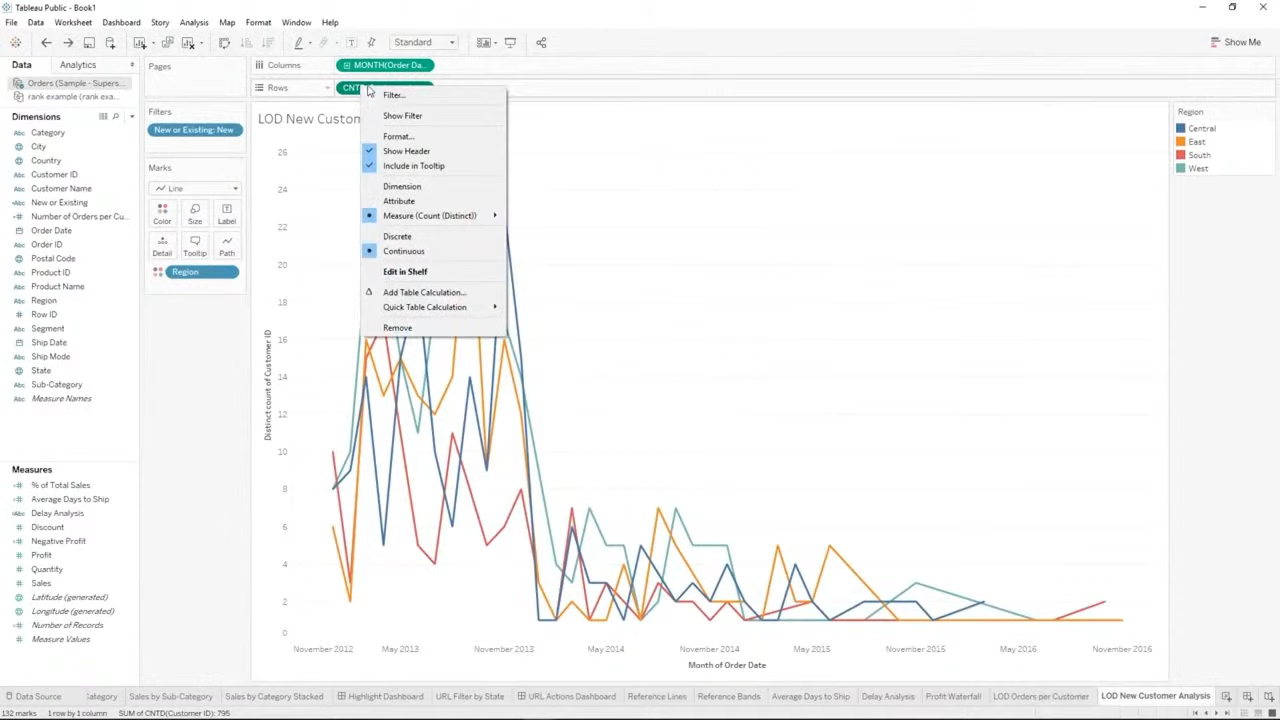 Tableau Public - Book1
File Data Worksheet Dashboard Story Analysis Map Format Window Help
Standard
Show Me
Data Analytics
Orders (Sample - Supers...
rank example (rank exa...
Dimensions
Category
City
Country
Customer ID
Customer Name
New or Existing
Number of Orders per Cu...
Order Date
Order ID
Postal Code
Product ID
Product Name
Region
Row ID
Segment
Ship Date
Ship Mode
State
Sub-Category
Measure Names
Measures
% of Total Sales
Average Days to Ship
Delay Analysis
Discount
Negative Profit
Profit
Quantity
Sales
Latitude (generated)
Longitude (generated)
Number of Records
Measure Values
Pages
Filters
New or Existing: New
Marks
Line
Color Size Label
Detail Tooltip Path
Region
Columns MONTH(Order Da...
Rows CNT
LOD New Custom
Filter...
Show Filter
Format...
Show Header
Include in Tooltip
Dimension
Attribute
Measure (Count (Distinct))
Discrete
Continuous
Edit in Shelf
Add Table Calculation...
Quick Table Calculation
Remove
26
24
22
20
18
16
14
12
10
8
6
4
2
0
Distinct count of Customer ID
November 2012 May 2013 November 2013 May 2014 November 2014 May 2015 November 2015 May 2016 November 2016
Month of Order Date
Region
Central
East
South
West
Data Source ategory Sales by Sub-Category Sales by Category Stacked Highlight Dashboard URL Filter by State URL Actions Dashboard Reference Lines Reference Bands Average Days to Ship Delay Analysis Profit Waterfall LOD Orders per Customer LOD New Customer Analysis
132 marks 1 row by 1 column SUM of CNTD(Customer ID): 795